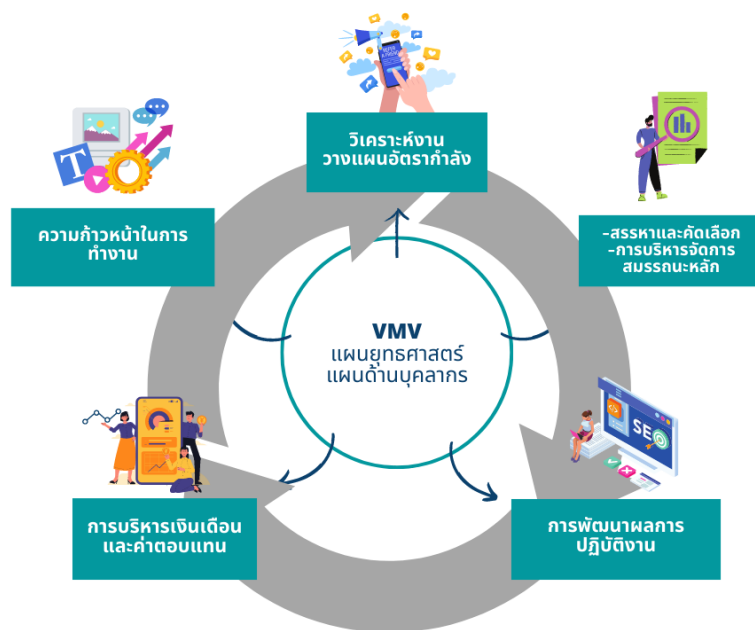 วิเคราะห์งาน
วางแผนอัตรากำลัง
ความก้าวหน้าในการ
ทำงาน
-สรรหาและคัดเลือก
-การบริหารจัดการ
สมรรถนะหลัก
VMV
แผนยุทธศาสตร์
แผนด้านบุคลากร
T
SEO
การบริหารเงินเดือน
และค่าตอบแทน
การพัฒนาผลการ
ปฏิบัติงาน